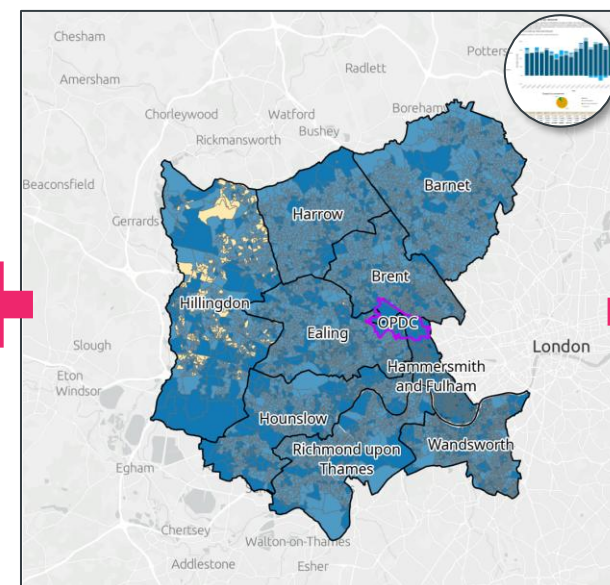 Chesham
Potters
Radlett
Amersham
Chorleywood
Watford
Boreham
Bushey
Rickmansworth
Beaconsfield
Barnet
Harrow
Gerrards
Brent
Hillingdon
OPDC
Ealing
London
Slough
Hammersmith
and Fulham
Eton
Windsor
Hounslow
Richmond upon
Thames
Wandsworth
Egham
Chertsey
Walton-on-Thames
Addlestone
Esher